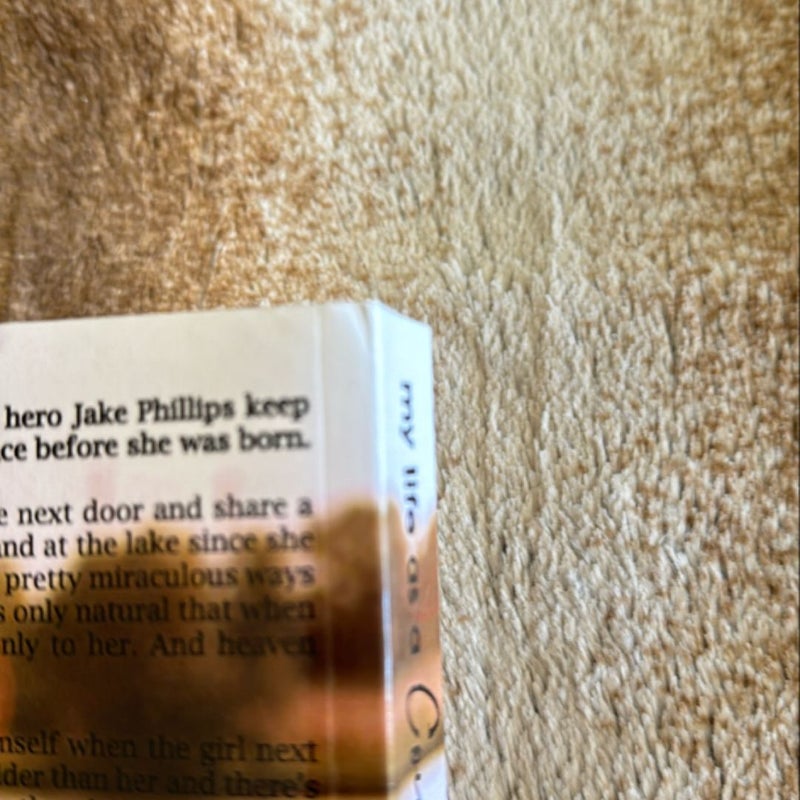 hero Jake Phillips keep
ce before she was born.
e next door and share a
nd at the lake since she
pretty miraculous ways
s only natural that when
nly to her. And heaven
nself when the girl next
lder than her and there's
my life as a